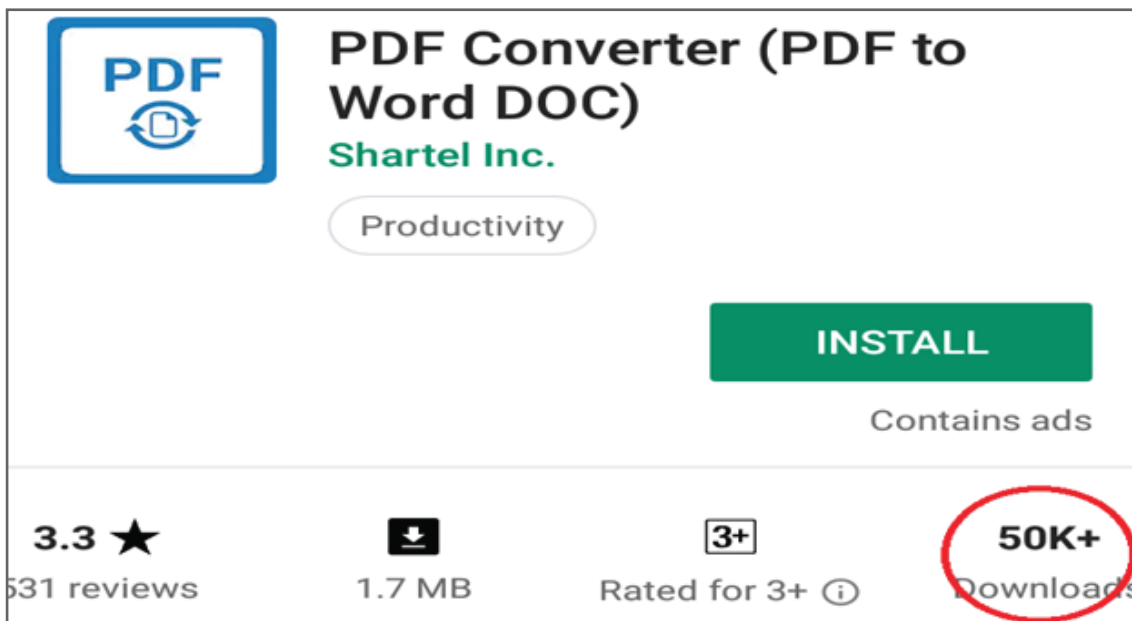 PDF
PDF Converter (PDF to
Word DOC)
Shartel Inc.
Productivity
INSTALL
Contains ads
3.3 ★
531 reviews
1.7 MB
3+
Rated for 3+
50K+
Downloads